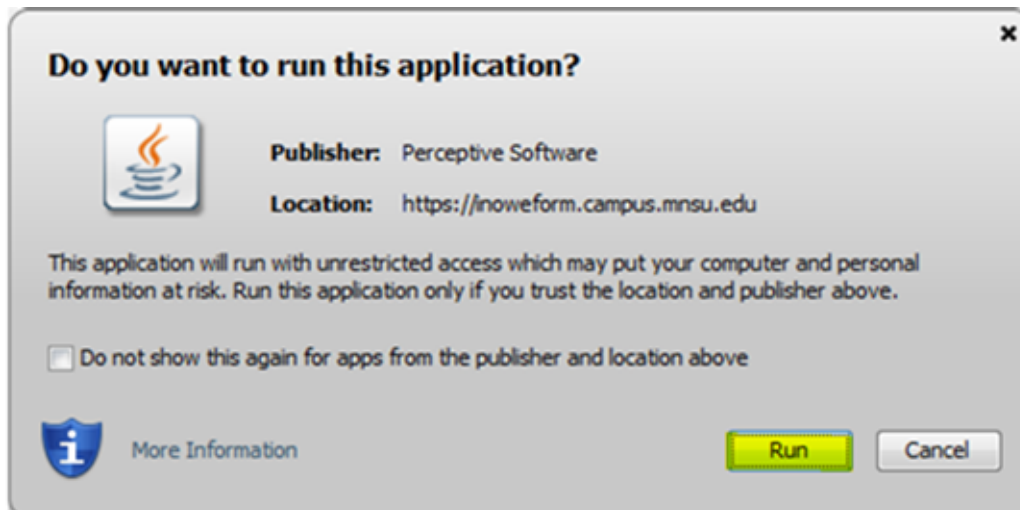 Do you want to run this application?
Publisher: Perceptive Software
Location: https://inoweform.campus.mnsu.edu
This application will run with unrestricted access which may put your computer and personal
information at risk. Run this application only if you trust the location and publisher above.
Do not show this again for apps from the publisher and location above
More Information
Run
Cancel